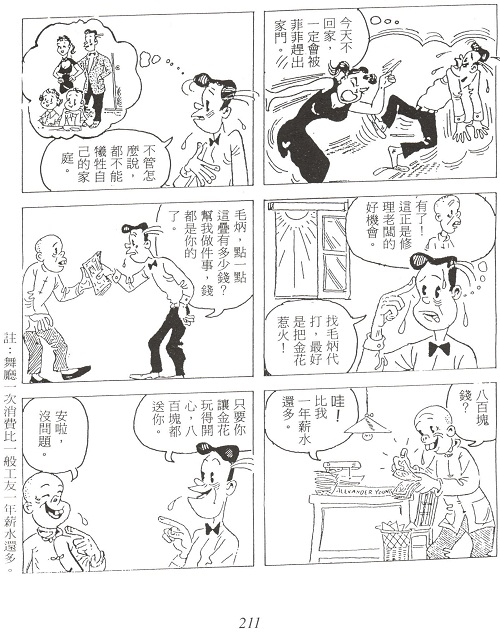 今天不
回家，
一定會被
菲菲趕出
家門。
不管怎
麼說，
都不能
犧牲自
己的家
庭。
有了！
這正是修
理老闆的
好機會。
找毛炳代
打，最好
是把金花
惹火！
毛炳，點一點
這疊有多少錢？
幫我做件事，錢
都是你的
了。
八百塊
錢？
哇！
比我
一年薪水
還多。
ALEXANDER YOUNG
只要你
讓金花
玩得開
心，八
百塊都
送你。
安啦，
沒問題。
註：舞廳一次消費比一般工友一年薪水還多。
211